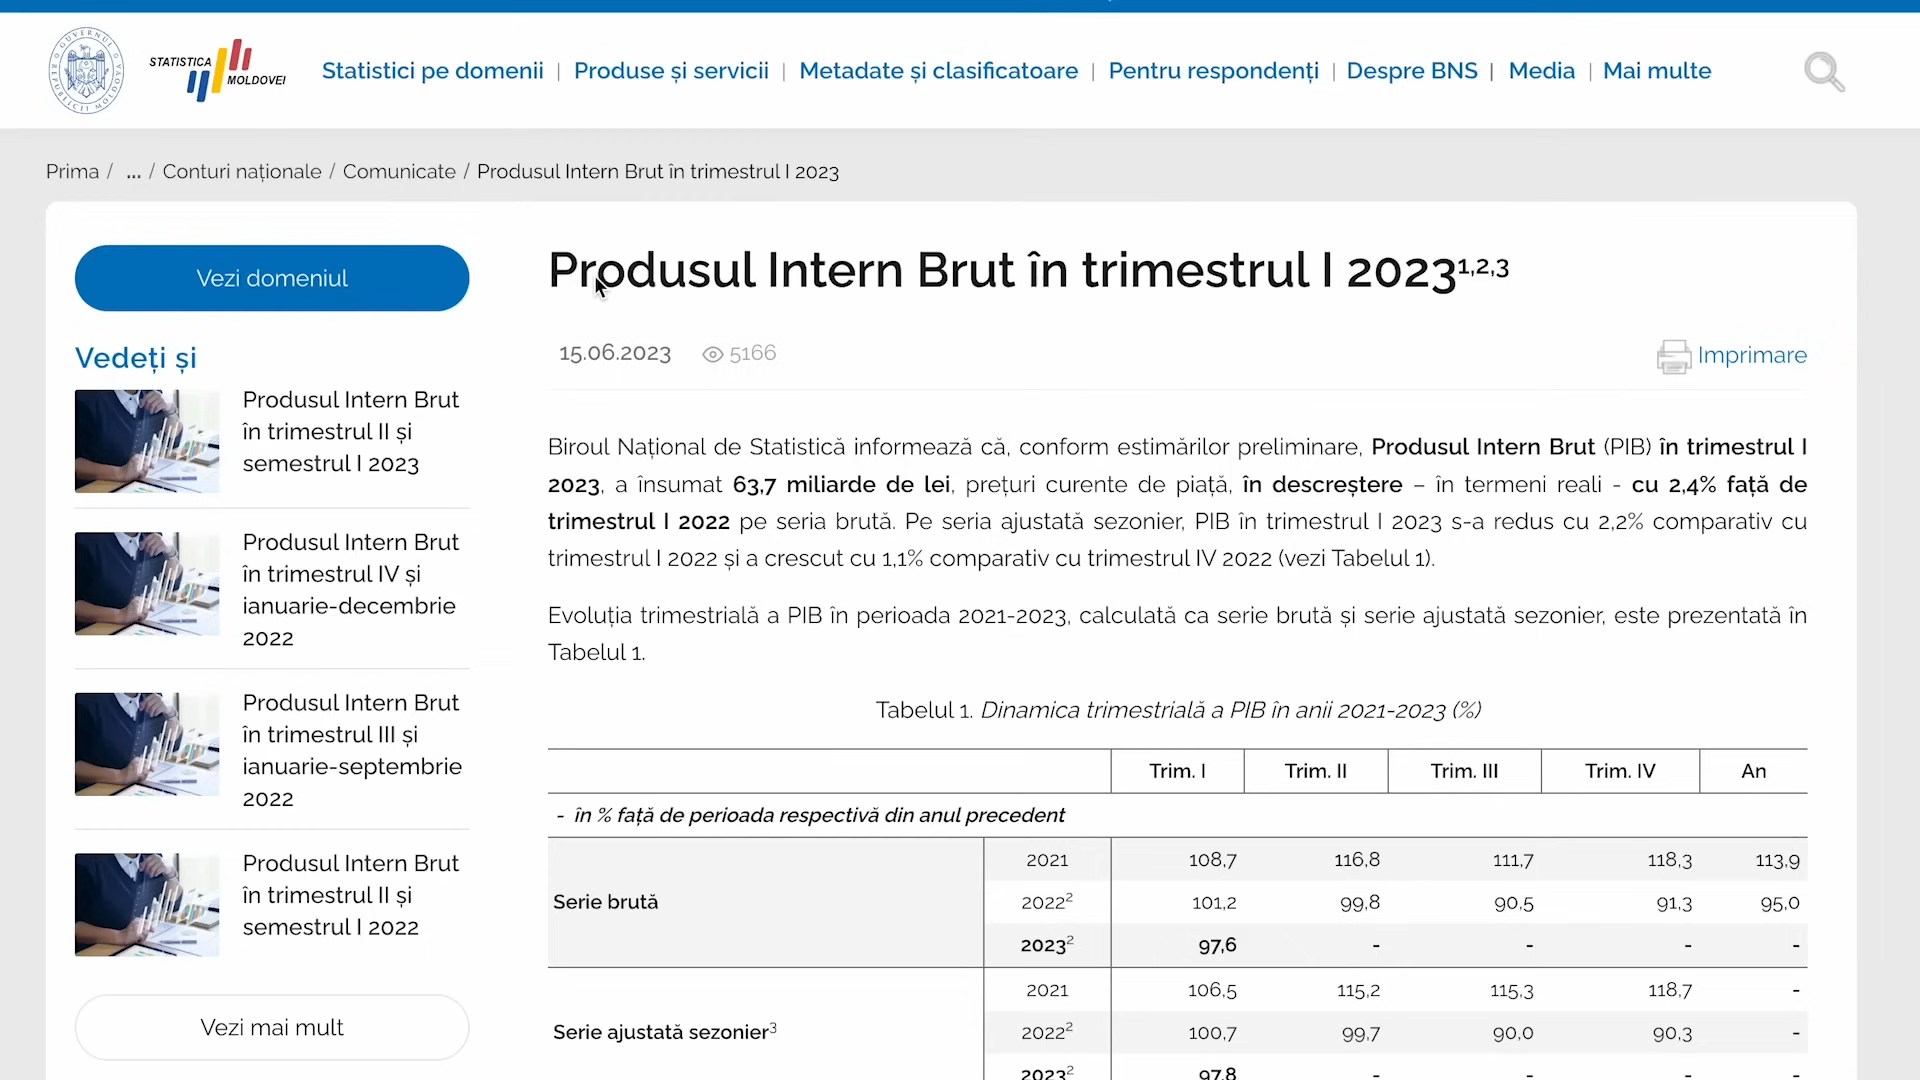 STATISTICA MOLDOVEI
Statistici pe domenii | Produse și servicii | Metadate și clasificatoare | Pentru respondenți | Despre BNS | Media | Mai multe
Prima / ... / Conturi naționale / Comunicate / Produsul Intern Brut în trimestrul I 2023
Vezi domeniul
Vedeți și
Produsul Intern Brut
în trimestrul II și
semestrul I 2023
Produsul Intern Brut
în trimestrul IV și
ianuarie-decembrie
2022
Produsul Intern Brut
în trimestrul III și
ianuarie-septembrie
2022
Produsul Intern Brut
în trimestrul II și
semestrul I 2022
Vezi mai mult
Produsul Intern Brut în trimestrul I 2023¹,²,³
15.06.2023 5166
Imprimare
Biroul Național de Statistică informează că, conform estimărilor preliminare, Produsul Intern Brut (PIB) în trimestrul I
2023, a însumat 63,7 miliarde de lei, prețuri curente de piață, în descreștere – în termeni reali - cu 2,4% față de
trimestrul I 2022 pe seria brută. Pe seria ajustată sezonier, PIB în trimestrul I 2023 s-a redus cu 2,2% comparativ cu
trimestrul I 2022 și a crescut cu 1,1% comparativ cu trimestrul IV 2022 (vezi Tabelul 1).
Evoluția trimestrială a PIB în perioada 2021-2023, calculată ca serie brută și serie ajustată sezonier, este prezentată în
Tabelul 1.
Tabelul 1. Dinamica trimestrială a PIB în anii 2021-2023 (%)
Trim. I Trim. II Trim. III Trim. IV An
- în % față de perioada respectivă din anul precedent
Serie brută
2021 108,7 116,8 111,7 118,3 113,9
2022² 101,2 99,8 90,5 91,3 95,0
2023² 97,6 - - - -
Serie ajustată sezonier³
2021 106,5 115,2 115,3 118,7 -
2022² 100,7 99,7 90,0 90,3 -
2023² 97,8 - - - -